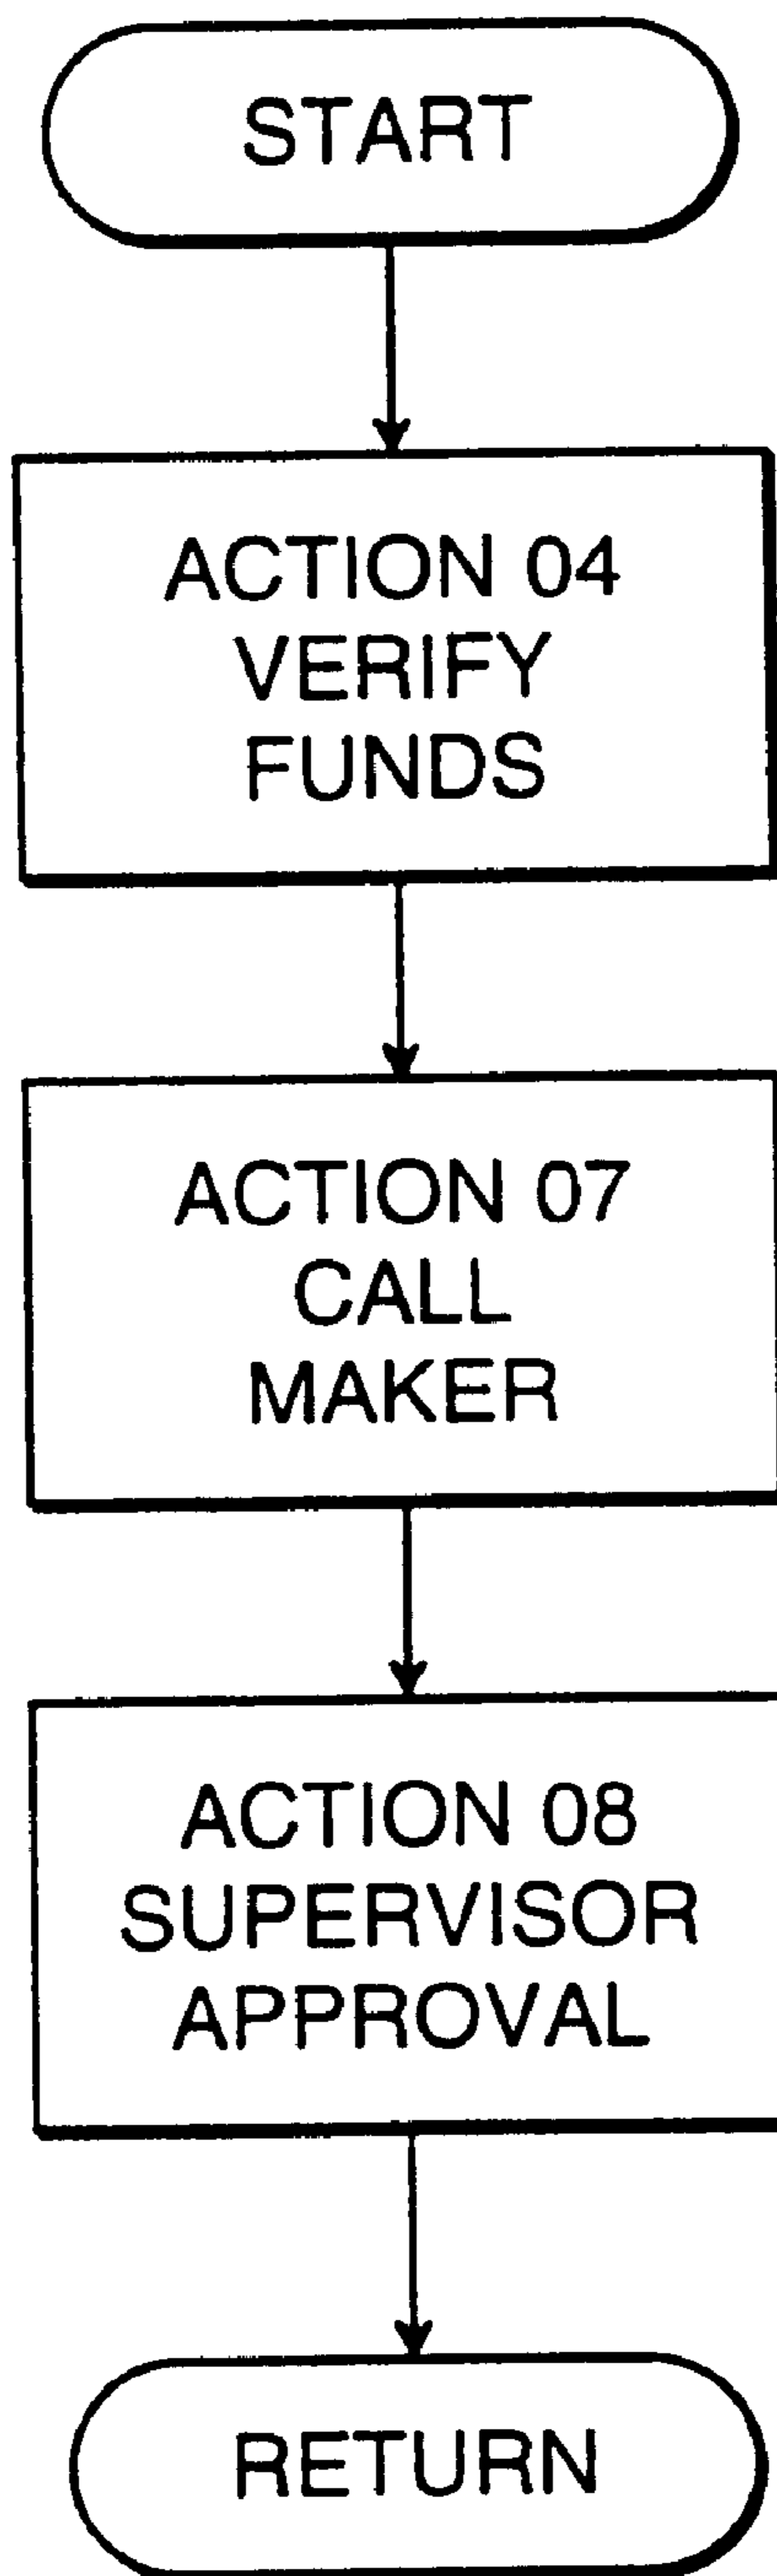 START
ACTION 04
VERIFY
FUNDS
ACTION 07
CALL
MAKER
ACTION 08
SUPERVISOR
APPROVAL
RETURN